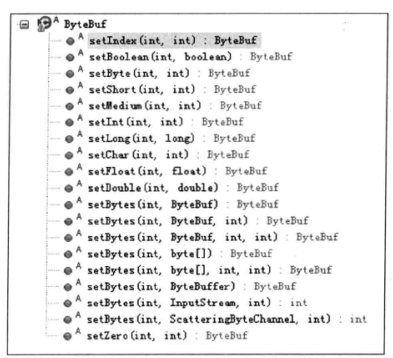 ByteBuf
setIndex(int, int) : ByteBuf
setBoolean(int, boolean) : ByteBuf
setByte(int, int) : ByteBuf
setShort(int, int) : ByteBuf
setMedium(int, int) : ByteBuf
setInt(int, int) : ByteBuf
setLong(int, long) : ByteBuf
setChar(int, int) : ByteBuf
setFloat(int, float) : ByteBuf
setDouble(int, double) : ByteBuf
setBytes(int, ByteBuf) : ByteBuf
setBytes(int, ByteBuf, int) : ByteBuf
setBytes(int, ByteBuf, int, int) : ByteBuf
setBytes(int, byte[]) : ByteBuf
setBytes(int, byte[], int, int) : ByteBuf
setBytes(int, ByteBuffer) : ByteBuf
setBytes(int, InputStream, int) : int
setBytes(int, ScatteringByteChannel, int) : int
setZero(int, int) : ByteBuf